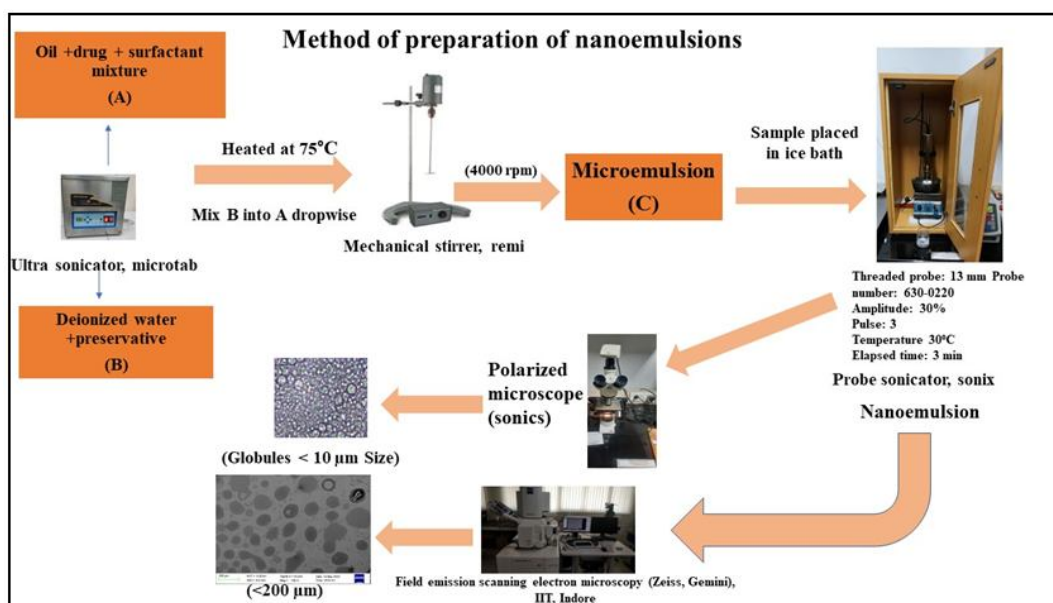 Method of preparation of nanoemulsions
Oil +drug + surfactant
mixture
(A)
Ultra sonicator, microtab
Deionized water
+preservative
(B)
Heated at 75°C
Mix B into A dropwise
Mechanical stirrer, remi
(4000 rpm)
Microemulsion
(C)
Sample placed
in ice bath
Threaded probe: 13 mm Probe
number: 630-0220
Amplitude: 30%
Pulse: 3
Temperature 30⁰C
Elapsed time: 3 min
Probe sonicator, sonix
Nanoemulsion
Polarized
microscope
(sonics)
(Globules < 10 µm Size)
Field emission scanning electron microscopy (Zeiss, Gemini),
IIT, Indore
(<200 µm)